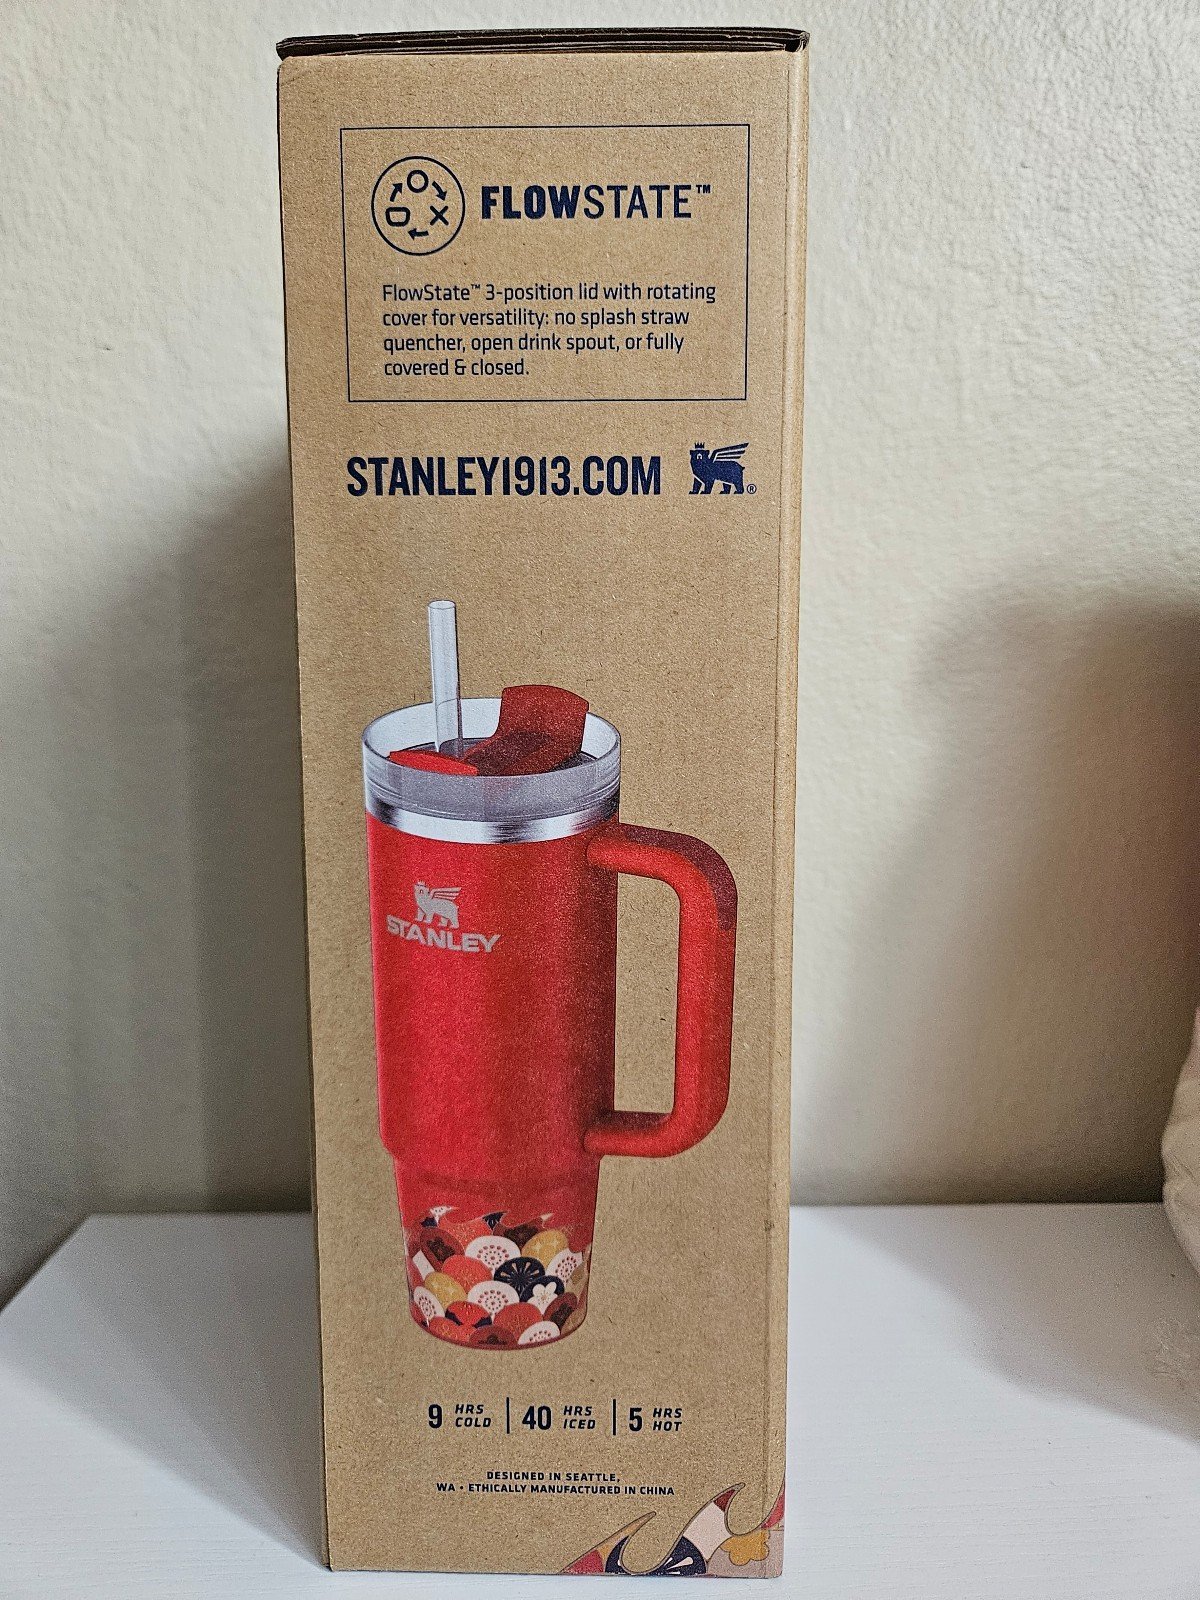 FLOWSTATE™
FlowState™ 3-position lid with rotating
cover for versatility: no splash straw
quencher, open drink spout, or fully
covered & closed.
STANLEY1913.COM ®
STANLEY
9 HRS COLD | 40 HRS ICED | 5 HRS HOT
DESIGNED IN SEATTLE,
WA • ETHICALLY MANUFACTURED IN CHINA